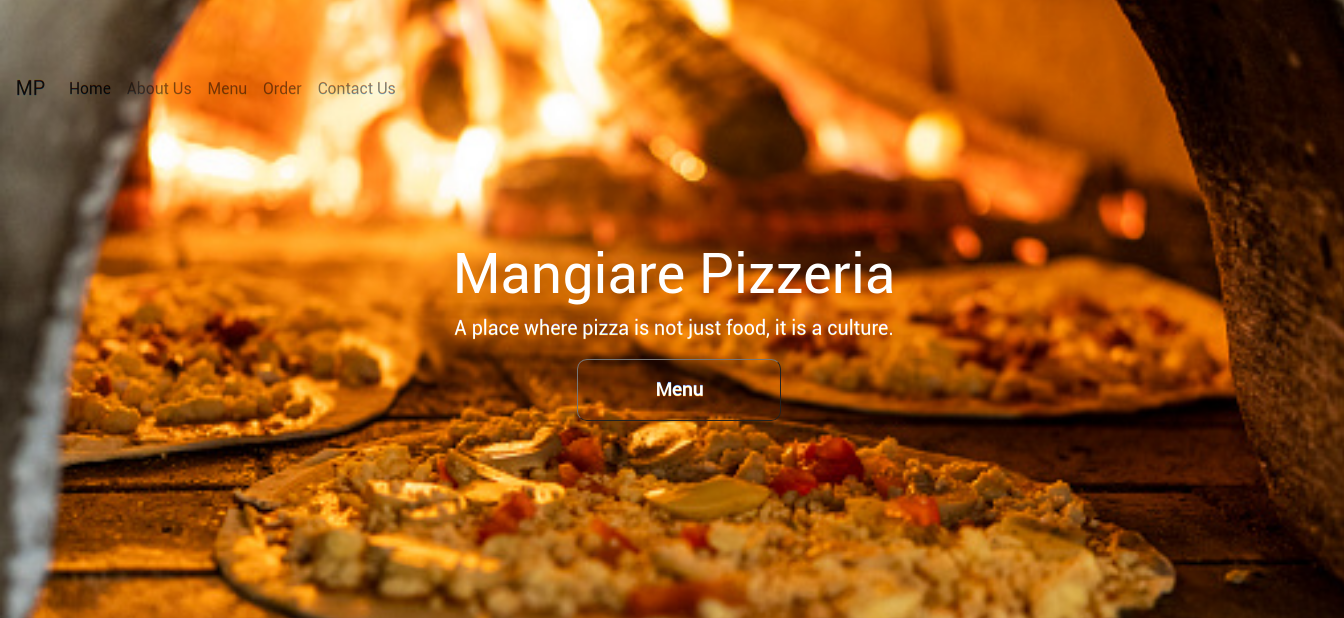 MP Home About Us Menu Order Contact Us
Mangiare Pizzeria
A place where pizza is not just food, it is a culture.
Menu